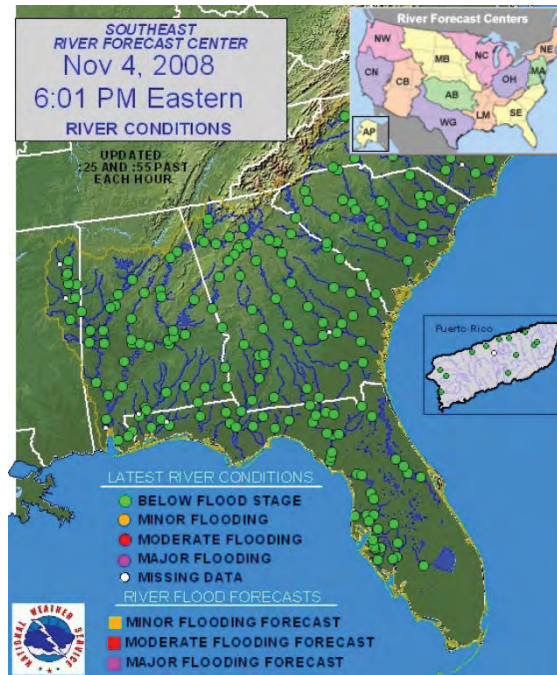 SOUTHEAST
RIVER FORECAST CENTER
Nov 4, 2008
6:01 PM Eastern
RIVER CONDITIONS
UPDATED
:25 AND :55 PAST
EACH HOUR
River Forecast Centers
NW
MB
NC
NE
CN
CB
OH
MA
AB
WG
LM
SE
AP
Puerto Rico
LATEST RIVER CONDITIONS
BELOW FLOOD STAGE
MINOR FLOODING
MODERATE FLOODING
MAJOR FLOODING
MISSING DATA
RIVER FLOOD FORECASTS
MINOR FLOODING FORECAST
MODERATE FLOODING FORECAST
MAJOR FLOODING FORECAST
NATIONAL WEATHER SERVICE